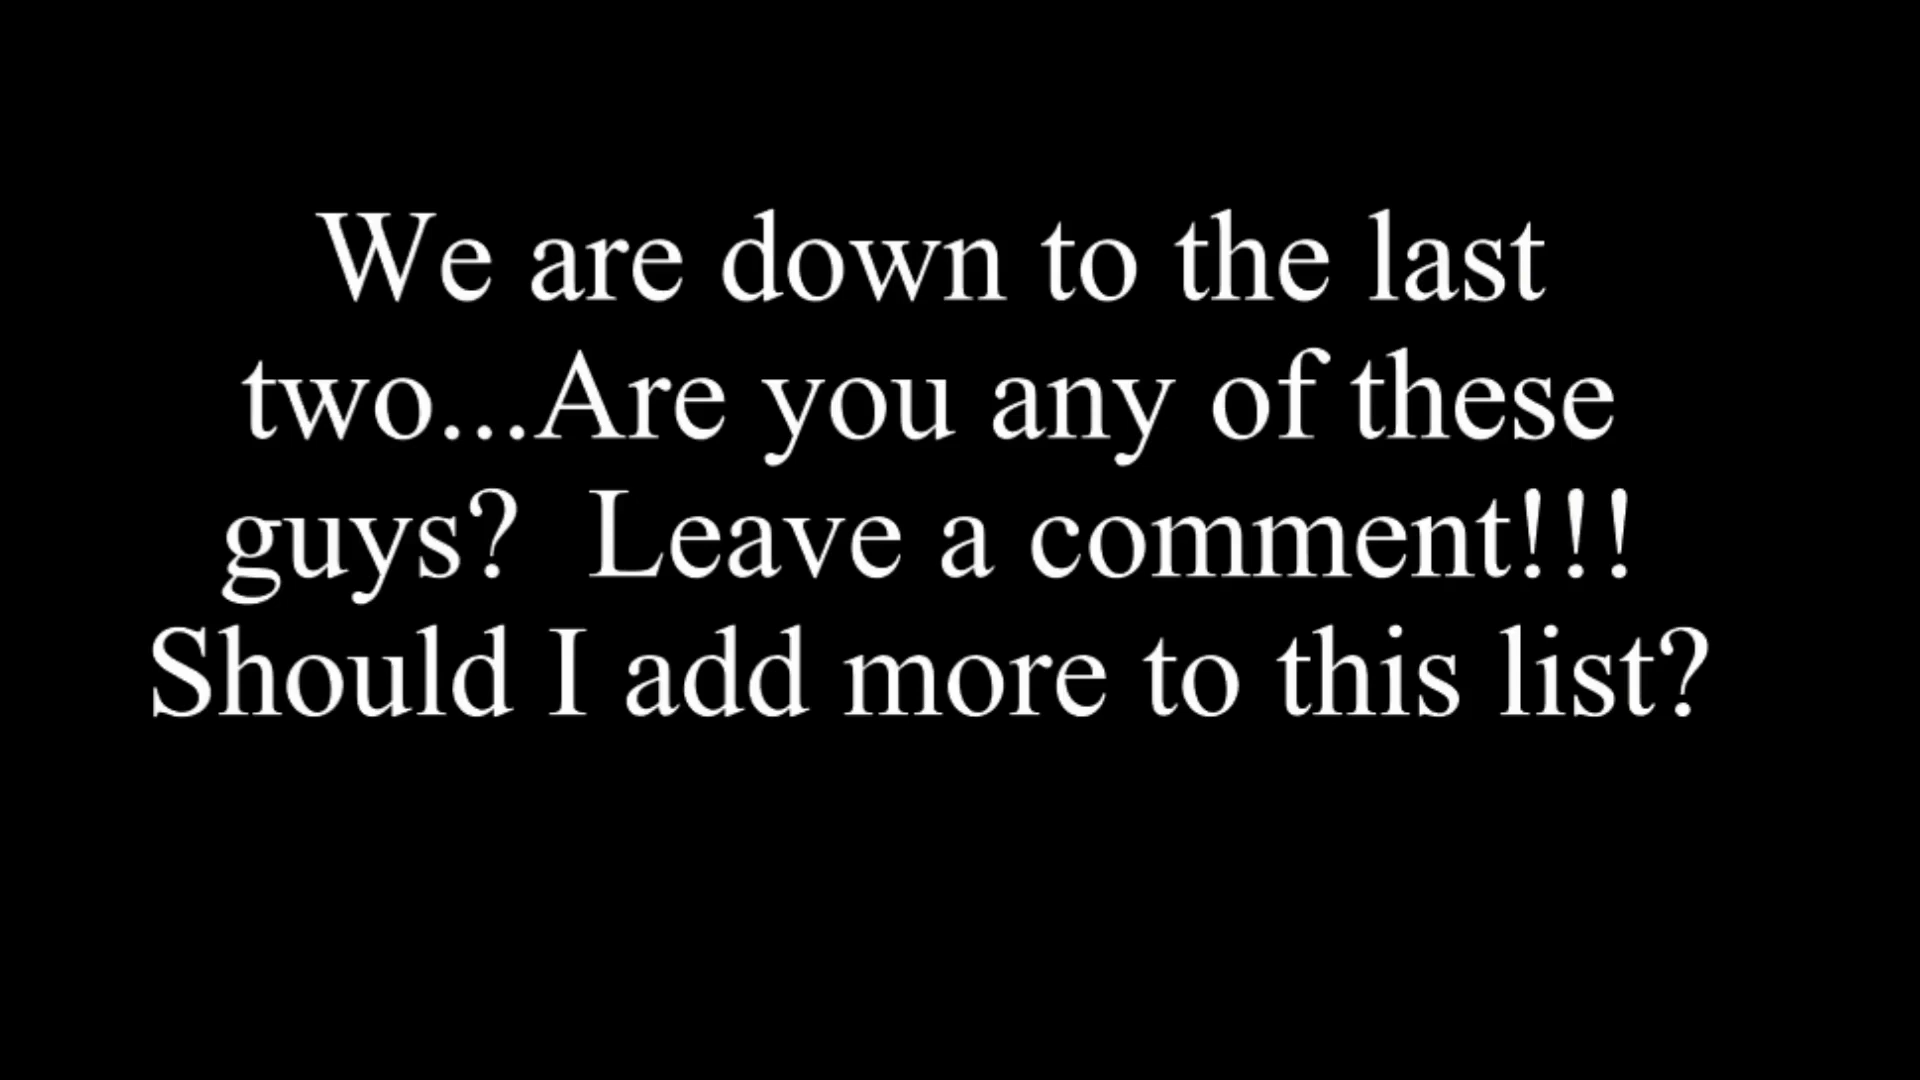 We are down to the last
two...Are you any of these
guys?  Leave a comment!!!
Should I add more to this list?